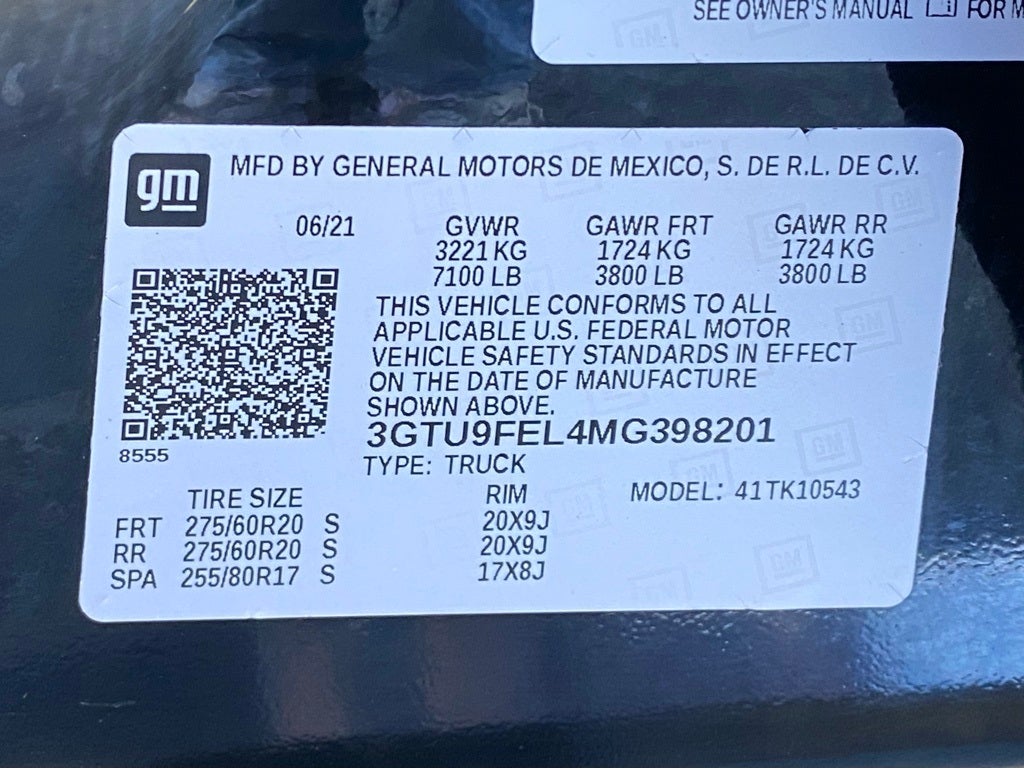 SEE OWNER'S MANUAL FOR M
gm MFD BY GENERAL MOTORS DE MEXICO, S. DE R.L. DE C.V.
06/21 GVWR GAWR FRT GAWR RR
3221 KG 1724 KG 1724 KG
7100 LB 3800 LB 3800 LB
THIS VEHICLE CONFORMS TO ALL
APPLICABLE U.S. FEDERAL MOTOR
VEHICLE SAFETY STANDARDS IN EFFECT
ON THE DATE OF MANUFACTURE
SHOWN ABOVE.
3GTU9FEL4MG398201
8555
TYPE: TRUCK
TIRE SIZE RIM MODEL: 41TK10543
FRT 275/60R20 S 20X9J
RR 275/60R20 S 20X9J
SPA 255/80R17 S 17X8J